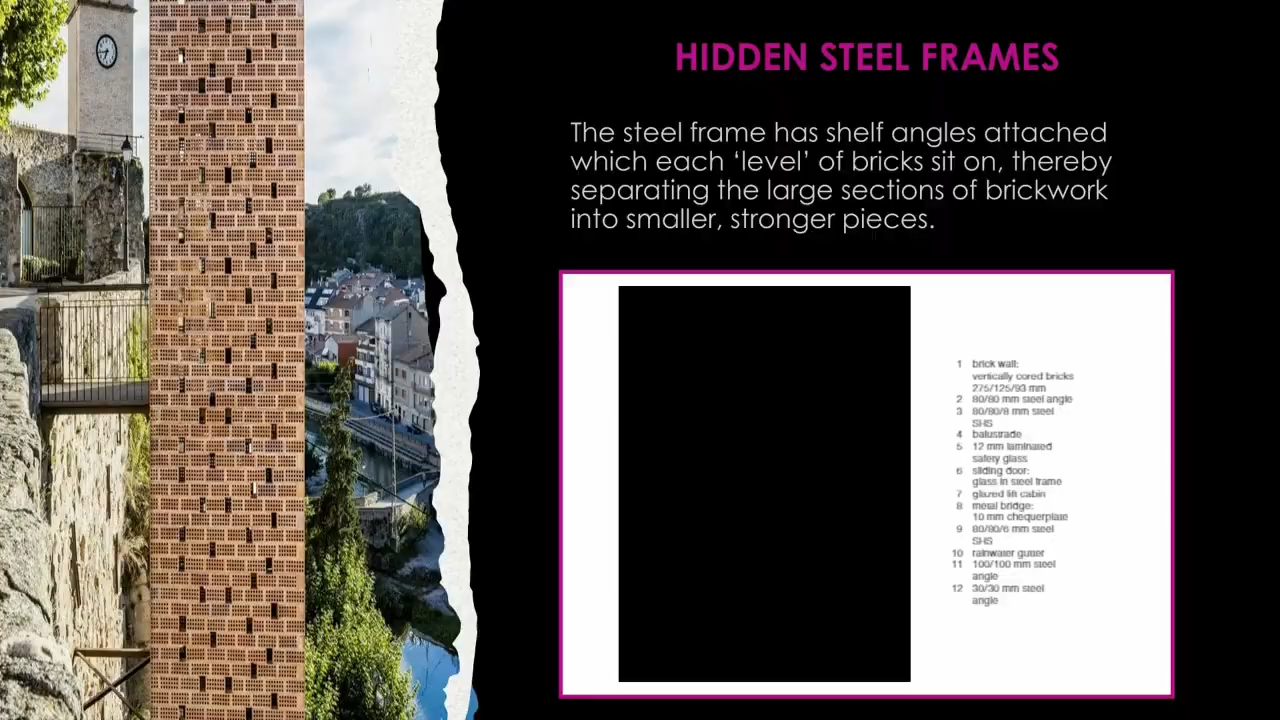 HIDDEN STEEL FRAMES
The steel frame has shelf angles attached
which each ‘level’ of bricks sit on, thereby
separating the large sections of brickwork
into smaller, stronger pieces.
1 brick wall:
vertically cored bricks
275/125/93 mm
2 80/80 mm steel angle
3 80/80/8 mm steel
SHS
4 balustrade
5 12 mm laminated
safety glass
6 sliding door:
glass in steel frame
7 glazed lift cabin
8 metal bridge:
10 mm chequerplate
9 80/80/6 mm steel
SHS
10 rainwater gutter
11 100/100 mm steel
angle
12 30/30 mm steel
angle